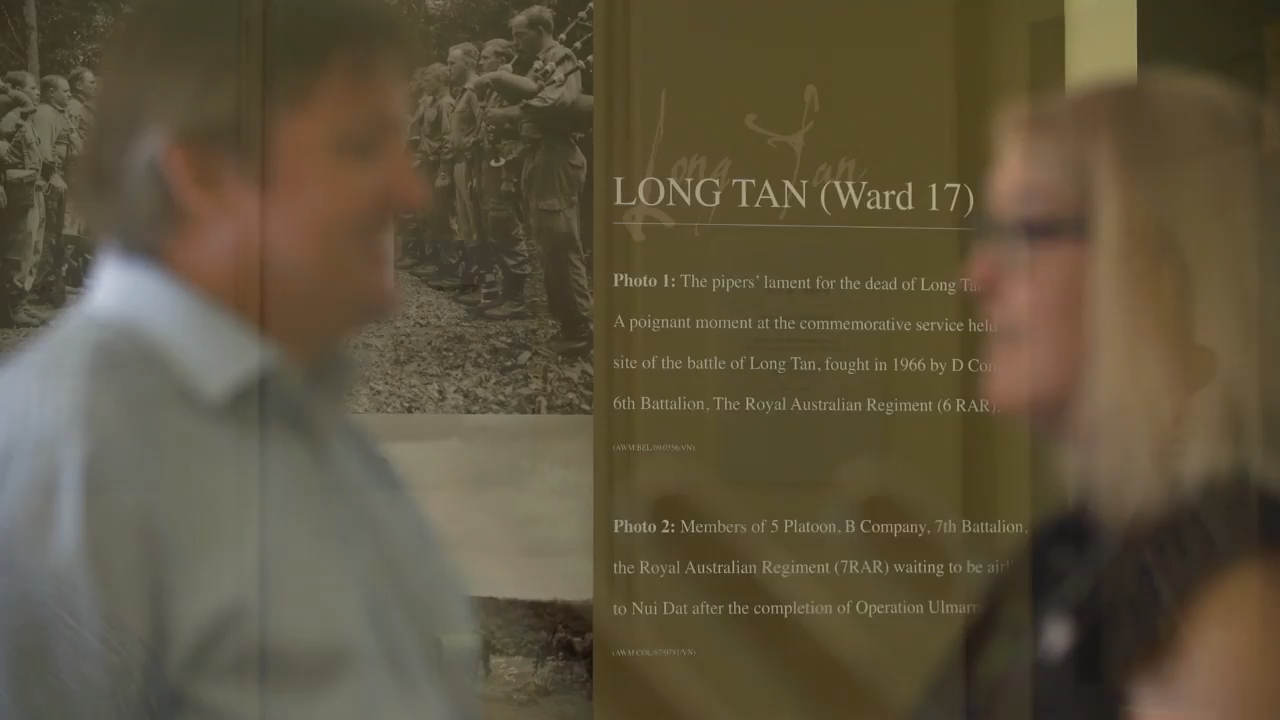 Long Tan
LONG TAN (Ward 17)
Photo 1: The pipers' lament for the dead of Long
A poignant moment at the commemorative service held
site of the battle of Long Tan, fought in 1966 by D
6th Battalion, The Royal Australian Regiment (6 RAR).
Photo 2: Members of 5 Platoon, B Company, 7th Battalion,
the Royal Australian Regiment (7RAR) waiting to be
to Nui Dat after the completion of Operation